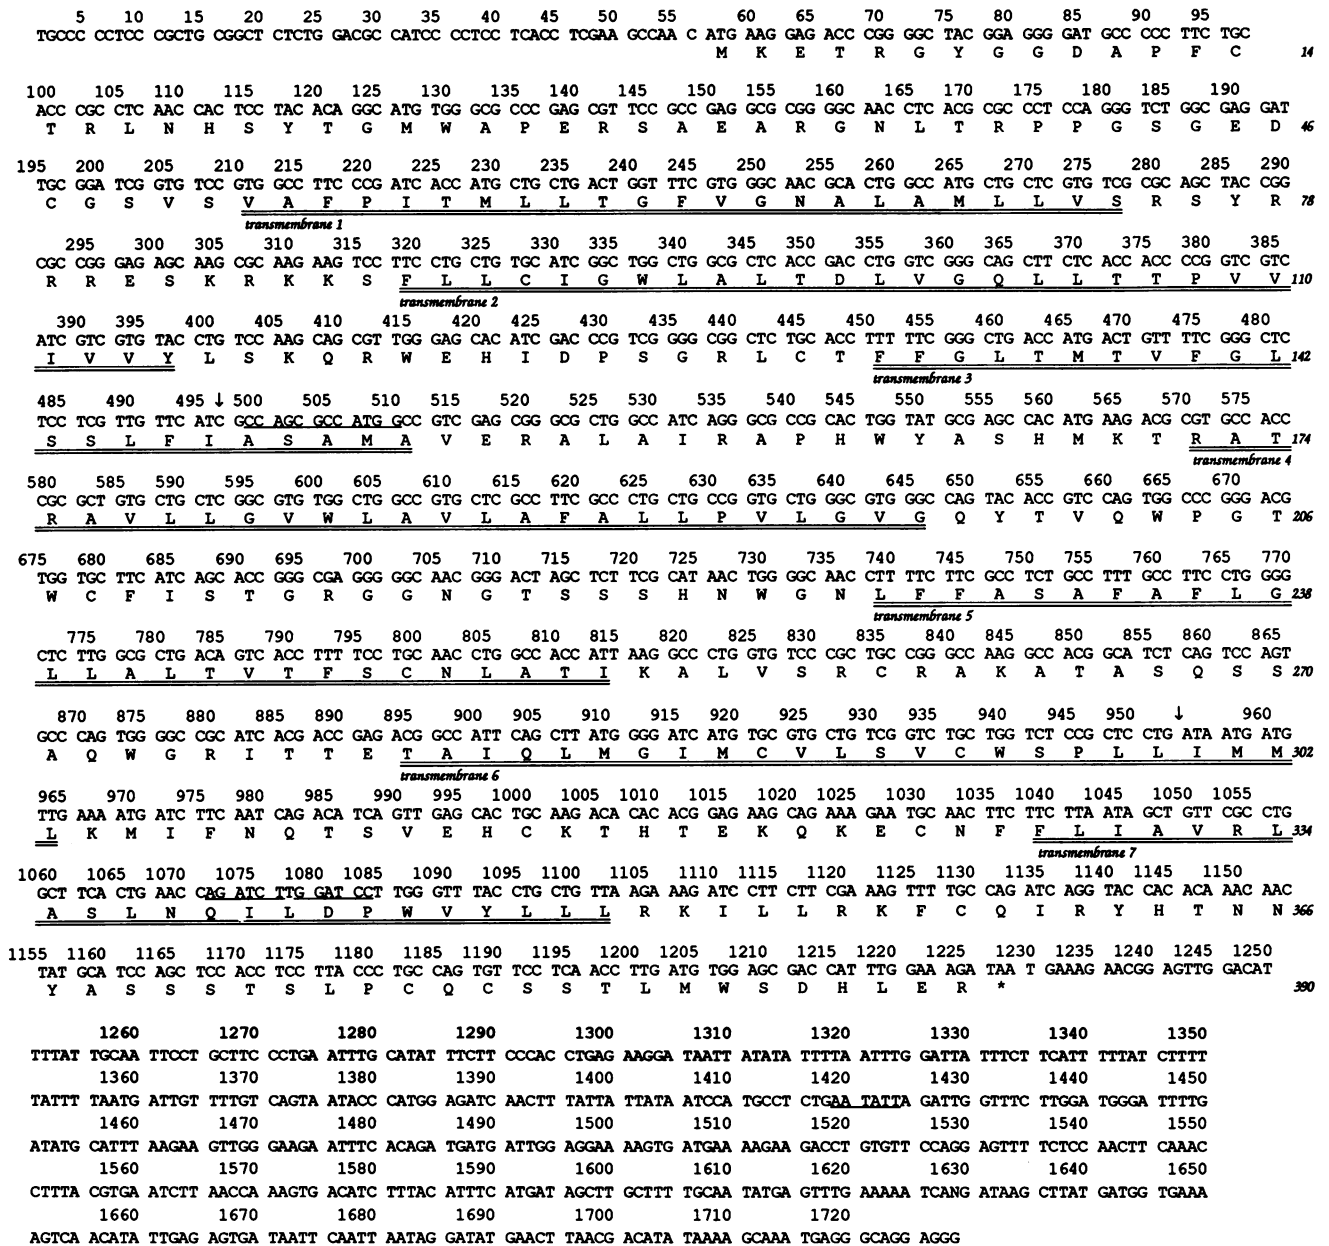 5 10 15 20 25 30 35 40 45 50 55 60 65 70 75 80 85 90 95
TGCCC CCTCC CGCTG CGGCT CTCTG GACGC CATCC CCTCC TCACC TCGAA GCCAA C ATG AAG GAG ACC CGG GGC TAC GGA GGG GAT GCC CCC TTC TGC
M K E T R G Y G G D A P F C 14
100 105 110 115 120 125 130 135 140 145 150 155 160 165 170 175 180 185 190
ACC CGC CTC AAC CAC TCC TAC ACA GGC ATG TGG GCG CCC GAG CGT TCC GCC GAG GCG CGG GGC AAC CTC ACG CGC CCT CCA GGG TCT GGC GAG GAT
T R L N H S Y T G M W A P E R S A E A R G N L T R P P G S G E D 46
195 200 205 210 215 220 225 230 235 240 245 250 255 260 265 270 275 280 285 290
TGC GGA TCG GTG TCC GTG GCC TTC CCG ATC ACC ATG CTG CTG ACT GGT TTC GTG GGC AAC GCA CTG GCC ATG CTG CTC GTG TCG CGC AGC TAC CGG
C G S V S V A F P I T M L L T G F V G N A L A M L L V S R S Y R 78
transmembrane 1
295 300 305 310 315 320 325 330 335 340 345 350 355 360 365 370 375 380 385
CGC CGG GAG AGC AAG CGC AAG AAG TCC TTC CTG CTG TGC ATC GGC TGG CTG GCG CTC ACC GAC CTG GTC GGG CAG CTT CTC ACC ACC CCG GTC GTC
R R E S K R K K S F L L C I G W L A L T D L V G Q L L T T P V V 110
transmembrane 2
390 395 400 405 410 415 420 425 430 435 440 445 450 455 460 465 470 475 480
ATC GTC GTG TAC CTG TCC AAG CAG CGT TGG GAG CAC ATC GAC CCG TCG GGG CGG CTC TGC ACC TTT TTC GGG CTG ACC ATG ACT GTT TTC GGG CTC
I V V Y L S K Q R W E H I D P S G R L C T F F G L T M T V F G L 142
transmembrane 3
485 490 495 ↓ 500 505 510 515 520 525 530 535 540 545 550 555 560 565 570 575
TCC TCG TTG TTC ATC GCC AGC GCC ATG GCC GTC GAG CGG GCG CTG GCC ATC AGG GCG CCG CAC TGG TAT GCG AGC CAC ATG AAG ACG CGT GCC ACC
S S L F I A S A M A V E R A L A I R A P H W Y A S H M K T R A T 174
transmembrane 4
580 585 590 595 600 605 610 615 620 625 630 635 640 645 650 655 660 665 670
CGC GCT GTG CTG CTC GGC GTG TGG CTG GCC GTG CTC GCC TTC GCC CTG CTG CCG GTG CTG GGC GTG GGC CAG TAC ACC GTC CAG TGG CCC GGG ACG
R A V L L G V W L A V L A F A L L P V L G V G Q Y T V Q W P G T 206
675 680 685 690 695 700 705 710 715 720 725 730 735 740 745 750 755 760 765 770
TGG TGC TTC ATC AGC ACC GGG CGA GGG GGC AAC GGG ACT AGC TCT TCG CAT AAC TGG GGC AAC CTT TTC TTC GCC TCT GCC TTT GCC TTC CTG GGG
W C F I S T G R G G N G T S S S H N W G N L F F A S A F A F L G 238
transmembrane 5
775 780 785 790 795 800 805 810 815 820 825 830 835 840 845 850 855 860 865
CTC TTG GCG CTG ACA GTC ACC TTT TCC TGC AAC CTG GCC ACC ATT AAG GCC CTG GTG TCC CGC TGC CGG GCC AAG GCC ACG GCA TCT CAG TCC AGT
L L A L T V T F S C N L A T I K A L V S R C R A K A T A S Q S S 270
870 875 880 885 890 895 900 905 910 915 920 925 930 935 940 945 950 ↓ 960
GCC CAG TGG GGC CGC ATC ACG ACC GAG ACG GCC ATT CAG CTT ATG GGG ATC ATG TGC GTG CTG TCG GTC TGC TGG TCT CCG CTC CTG ATA ATG ATG
A Q W G R I T T E T A I Q L M G I M C V L S V C W S P L L I M M 302
transmembrane 6
965 970 975 980 985 990 995 1000 1005 1010 1015 1020 1025 1030 1035 1040 1045 1050 1055
TTG AAA ATG ATC TTC AAT CAG ACA TCA GTT GAG CAC TGC AAG ACA CAC ACG GAG AAG CAG AAA GAA TGC AAC TTC TTC TTA ATA GCT GTT CGC CTG
L K M I F N Q T S V E H C K T H T E K Q K E C N F F L I A V R L 334
transmembrane 7
1060 1065 1070 1075 1080 1085 1090 1095 1100 1105 1110 1115 1120 1125 1130 1135 1140 1145 1150
GCT TCA CTG AAC CAG ATC TTG GAT CCT TGG GTT TAC CTG CTG TTA AGA AAG ATC CTT CTT CGA AAG TTT TGC CAG ATC AGG TAC CAC ACA AAC AAC
A S L N Q I L D P W V Y L L L R K I L L R K F C Q I R Y H T N N 366
1155 1160 1165 1170 1175 1180 1185 1190 1195 1200 1205 1210 1215 1220 1225 1230 1235 1240 1245 1250
TAT GCA TCC AGC TCC ACC TCC TTA CCC TGC CAG TGT TCC TCA ACC TTG ATG TGG AGC GAC CAT TTG GAA AGA TAA T GAAAG AACGG AGTTG GACAT
Y A S S S T S L P C Q C S S T L M W S D H L E R * 390
1260 1270 1280 1290 1300 1310 1320 1330 1340 1350
TTTAT TGCAA TTCCT GCTTC CCTGA ATTTG CATAT TTCTT CCCAC CTGAG AAGGA TAATT ATATA TTTTA ATTTG GATTA TTTCT TCATT TTTAT CTTTT
1360 1370 1380 1390 1400 1410 1420 1430 1440 1450
TATTT TAATG ATTGT TTTGT CAGTA ATACC CATGG AGATC AACTT TATTA TTATA ATCCA TGCCT CTGAA TATTA GATTG GTTTC TTGGA TGGGA TTTTG
1460 1470 1480 1490 1500 1510 1520 1530 1540 1550
ATATG CATTT AAGAA GTTGG GAAGA ATTTC ACAGA TGATG ATTGG AGGAA AAGTG ATGAA AAGAA GACCT GTGTT CCAGG AGTTT TCTCC AACTT CAAAC
1560 1570 1580 1590 1600 1610 1620 1630 1640 1650
CTTTA CGTGA ATCTT AACCA AAGTG ACATC TTTAC ATTTC ATGAT AGCTT GCTTT TGCAA TATGA GTTTG AAAAA TCANG ATAAG CTTAT GATGG TGAAA
1660 1670 1680 1690 1700 1710 1720
AGTCA ACATA TTGAG AGTGA TAATT CAATT AATAG GATAT GAACT TAACG ACATA TAAAA GCAAA TGAGG GCAGG AGGG